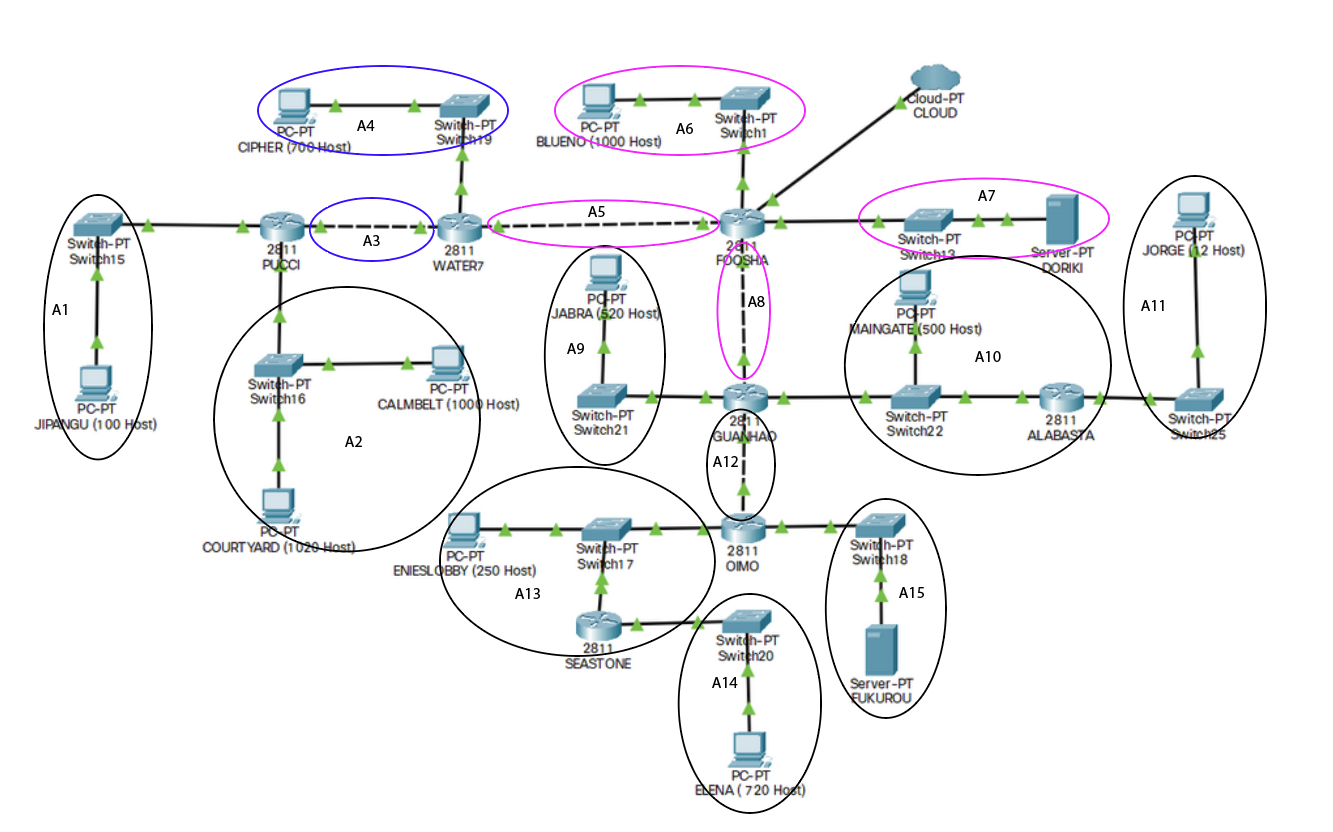 Cloud-PT
CLOUD
PC-PT
CIPHER (700 Host)
A4
Switch-PT
Switch19
PC-PT
BLUENO (1000 Host)
A6
Switch-PT
Switch1
A7
Switch-PT
Switch13
Server-PT
DORIKI
Switch-PT
Switch15
A1
PC-PT
JIPANGU (100 Host)
2811
PUCCI
A3
2811
WATER7
A5
2811
FOOSHA
A8
PC-PT
JORGE (12 Host)
A11
Switch-PT
Switch25
PC-PT
JABRA (520 Host)
A9
Switch-PT
Switch21
PC-PT
MAINGATE (500 Host)
A10
Switch-PT
Switch22
2811
ALABASTA
Switch-PT
Switch16
PC-PT
CALMBELT (1000 Host)
A2
PC-PT
COURTYARD (1020 Host)
2811
GUANHAO
A12
2811
OIMO
PC-PT
ENIESLOBBY (250 Host)
Switch-PT
Switch17
A13
2811
SEASTONE
Switch-PT
Switch18
A15
Server-PT
FUKUROU
Switch-PT
Switch20
A14
PC-PT
ELENA ( 720 Host)